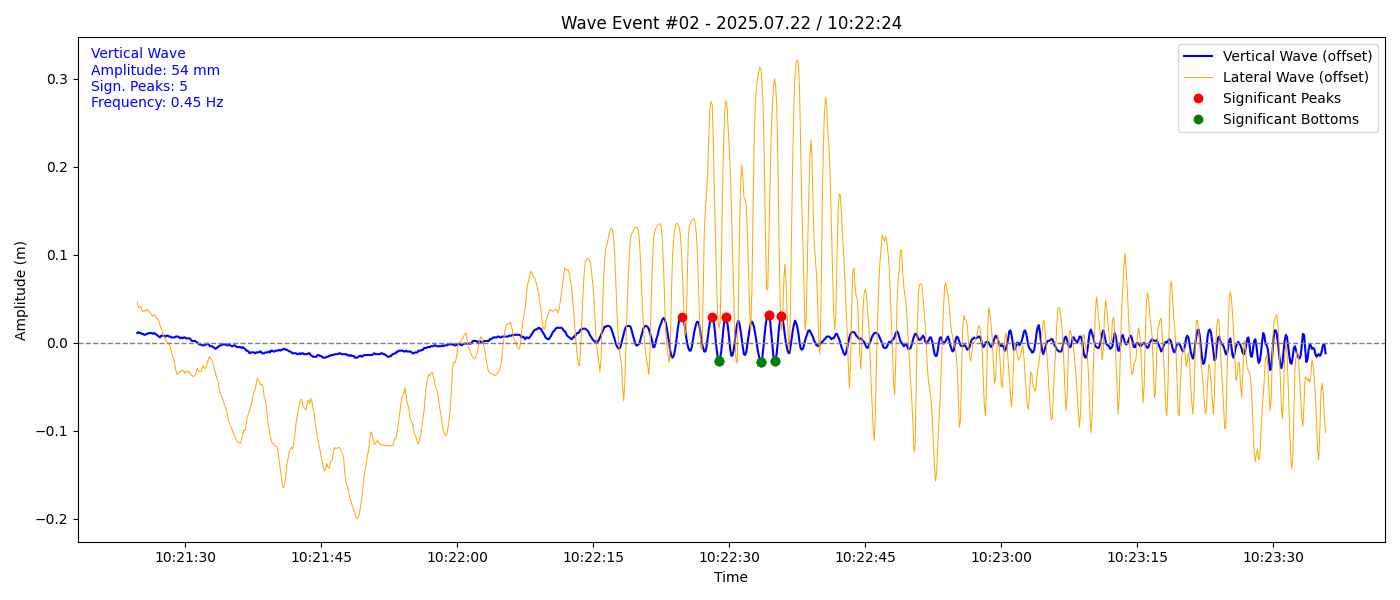 Wave Event #02 - 2025.07.22 / 10:22:24
Vertical Wave
Amplitude: 54 mm
Sign. Peaks: 5
Frequency: 0.45 Hz
Vertical Wave (offset)
Lateral Wave (offset)
Significant Peaks
Significant Bottoms
Amplitude (m)
0.3
0.2
0.1
0.0
−0.1
−0.2
10:21:30 10:21:45 10:22:00 10:22:15 10:22:30 10:22:45 10:23:00 10:23:15 10:23:30
Time